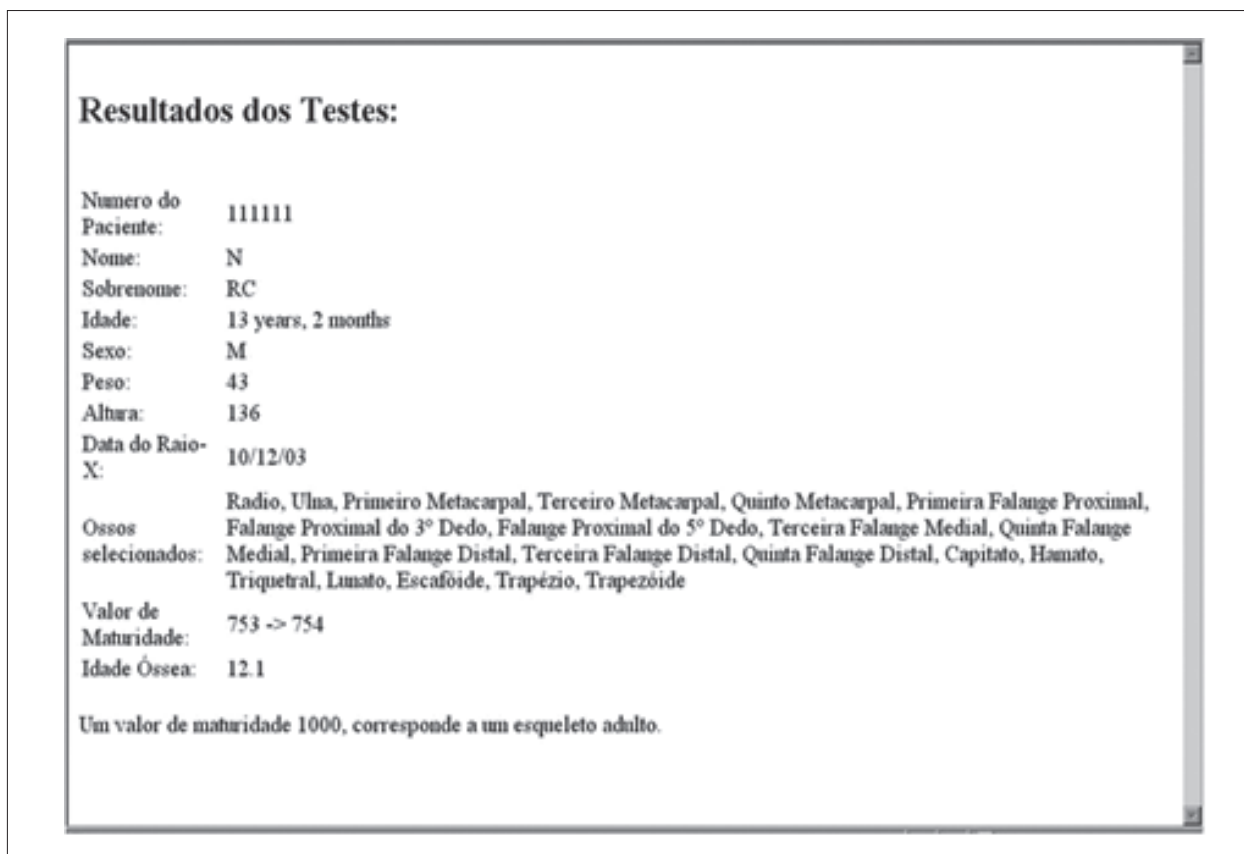 Resultados dos Testes:
Numero do
Paciente:
111111
Nome: N
Sobrenome: RC
Idade: 13 years, 2 months
Sexo: M
Peso: 43
Altura: 136
Data do Raio-
X:
10/12/03
Ossos
selecionados:
Radio, Ulna, Primeiro Metacarpal, Terceiro Metacarpal, Quinto Metacarpal, Primeira Falange Proximal,
Falange Proximal do 3º Dedo, Falange Proximal do 5º Dedo, Terceira Falange Medial, Quinta Falange
Medial, Primeira Falange Distal, Terceira Falange Distal, Quinta Falange Distal, Capitato, Hamato,
Triquetral, Lunato, Escafóide, Trapézio, Trapezóide
Valor de
Maturidade:
753 -> 754
Idade Óssea: 12.1
Um valor de maturidade 1000, corresponde a um esqueleto adulto.